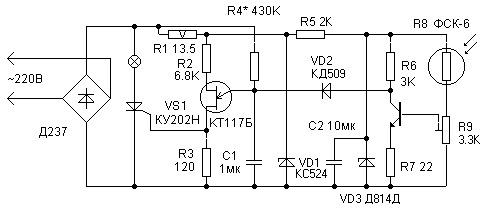 R4* 430K
R5 2K
R8 ФСК-6
R1 13.5
R2
6.8K
VD2
КД509
R6
3K
~220В
VS1
КУ202Н
КТ117Б
Д237
C2 10мк
R9
3.3K
R3
120
C1
1мк
VD1
КС524
R7 22
VD3 Д814Д